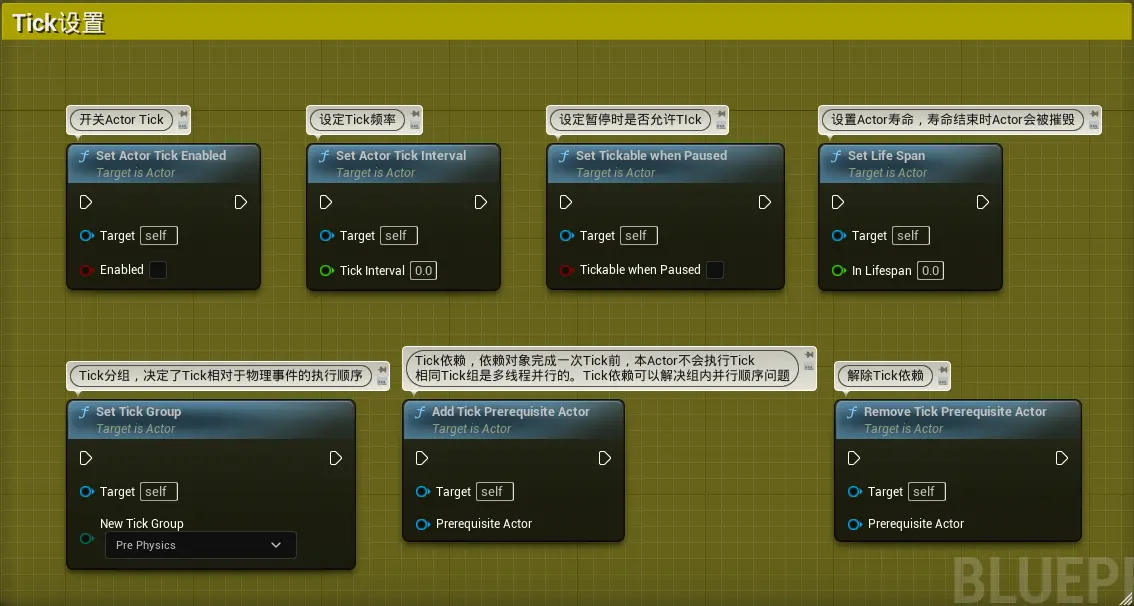 Tick设置
开关Actor Tick
设定Tick频率
设定暂停时是否允许TIck
设置Actor寿命，寿命结束时Actor会被摧毁
Set Actor Tick Enabled
Target is Actor
Target self
Enabled
Set Actor Tick Interval
Target is Actor
Target self
Tick Interval 0.0
Set Tickable when Paused
Target is Actor
Target self
Tickable when Paused
Set Life Span
Target is Actor
Target self
In Lifespan 0.0
Tick分组，决定了Tick相对于物理事件的执行顺序
Set Tick Group
Target is Actor
Target self
New Tick Group
Pre Physics
Tick依赖，依赖对象完成一次Tick前，本Actor不会执行Tick
相同Tick组是多线程并行的。Tick依赖可以解决组内并行顺序问题
Add Tick Prerequisite Actor
Target is Actor
Target self
Prerequisite Actor
解除Tick依赖
Remove Tick Prerequisite Actor
Target is Actor
Target self
Prerequisite Actor